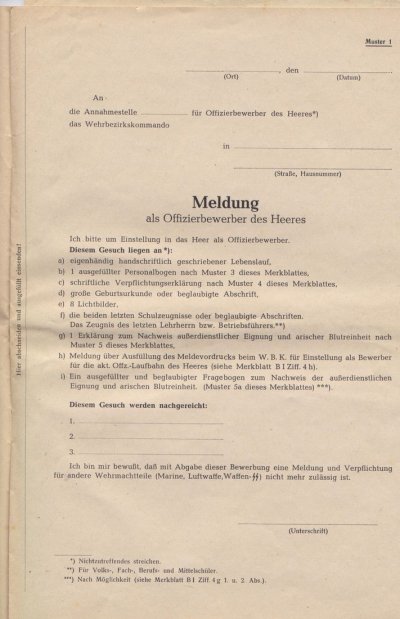 Muster 1
, den
(Ort) (Datum)
An
die Annahmestelle für Offizierbewerber des Heeres*)
das Wehrbezirkskommando
in
(Straße, Hausnummer)
Meldung
als Offizierbewerber des Heeres
Ich bitte um Einstellung in das Heer als Offizierbewerber.
Diesem Gesuch liegen an*):
a) eigenhändig handschriftlich geschriebener Lebenslauf,
b) 1 ausgefüllter Personalbogen nach Muster 3 dieses Merkblattes,
c) schriftliche Verpflichtungserklärung nach Muster 4 dieses Merkblattes,
d) große Geburtsurkunde oder beglaubigte Abschrift,
e) 8 Lichtbilder,
f) die beiden letzten Schulzeugnisse oder beglaubigte Abschriften.
Das Zeugnis des letzten Lehrherrn bzw. Betriebsführers.**)
g) 1 Erklärung zum Nachweis außerdienstlicher Eignung und arischer Blutreinheit nach
Muster 5 dieses Merkblattes,
h) Meldung über Ausfüllung des Meldevordrucks beim W. B. K. für Einstellung als Bewerber
für die akt. Offz.-Laufbahn des Heeres (siehe Merkblatt B I Ziff. 4 h).
i) Ein ausgefüllter und beglaubigter Fragebogen zum Nachweis der außerdienstlichen
Eignung und arischen Blutreinheit. (Muster 5a dieses Merkblattes) ***).
Diesem Gesuch werden nachgereicht:
1.
2.
3.
Ich bin mir bewußt, daß mit Abgabe dieser Bewerbung eine Meldung und Verpflichtung
für andere Wehrmachtteile (Marine, Luftwaffe, Waffen-ᛋᛋ) nicht mehr zulässig ist.
(Unterschrift)
*) Nichtzutreffendes streichen.
**) Für Volks-, Fach-, Berufs- und Mittelschüler.
***) Nach Möglichkeit (siehe Merkblatt B I Ziff. 4 g 1. u. 2. Abs.).
Hier abschneiden und ausgefüllt einsenden!